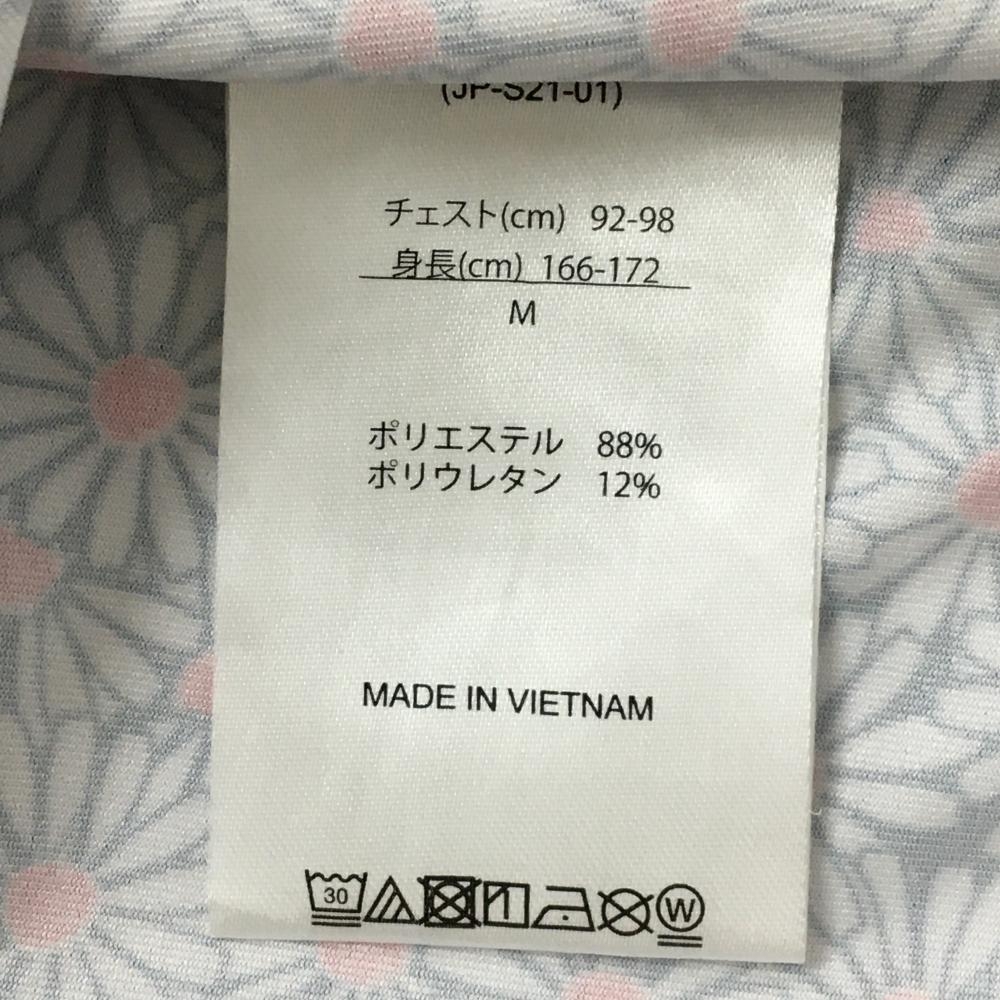 (JP-S21-01)
チェスト(cm) 92-98
身長(cm) 166-172
M
ポリエステル 88%
ポリウレタン 12%
MADE IN VIETNAM
30 W